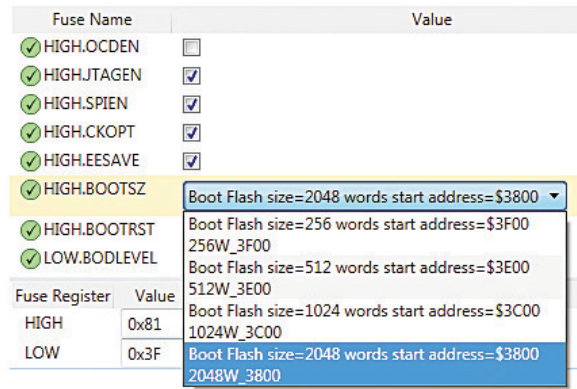 Fuse Name Value
HIGH.OCDEN
HIGH.JTAGEN
HIGH.SPIEN
HIGH.CKOPT
HIGH.EESAVE
HIGH.BOOTSZ Boot Flash size=2048 words start address=$3800
HIGH.BOOTRST Boot Flash size=256 words start address=$3F00
256W_3F00
LOW.BODLEVEL Boot Flash size=512 words start address=$3E00
512W_3E00
Fuse Register Value
Boot Flash size=1024 words start address=$3C00
HIGH 0x81 1024W_3C00
LOW 0x3F Boot Flash size=2048 words start address=$3800
2048W_3800